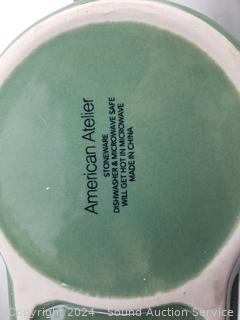 American Atelier
STONEWARE
DISHWASHER & MICROWAVE SAFE
WILL GET HOT IN MICROWAVE
MADE IN CHINA
Copyright 2024 - Sound Auction Service